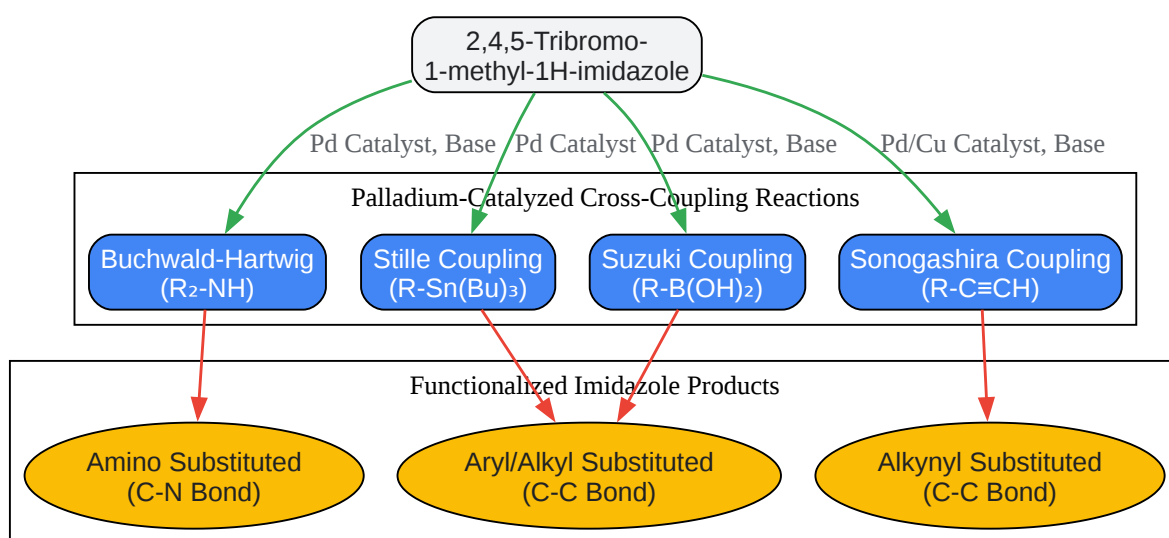 2,4,5-Tribromo-
1-methyl-1H-imidazole
Pd Catalyst, Base
Pd Catalyst
Pd Catalyst, Base
Pd/Cu Catalyst, Base
Palladium-Catalyzed Cross-Coupling Reactions
Buchwald-Hartwig
(R₂-NH)
Stille Coupling
(R-Sn(Bu)₃)
Suzuki Coupling
(R-B(OH)₂)
Sonogashira Coupling
(R-C≡CH)
Functionalized Imidazole Products
Amino Substituted
(C-N Bond)
Aryl/Alkyl Substituted
(C-C Bond)
Alkynyl Substituted
(C-C Bond)